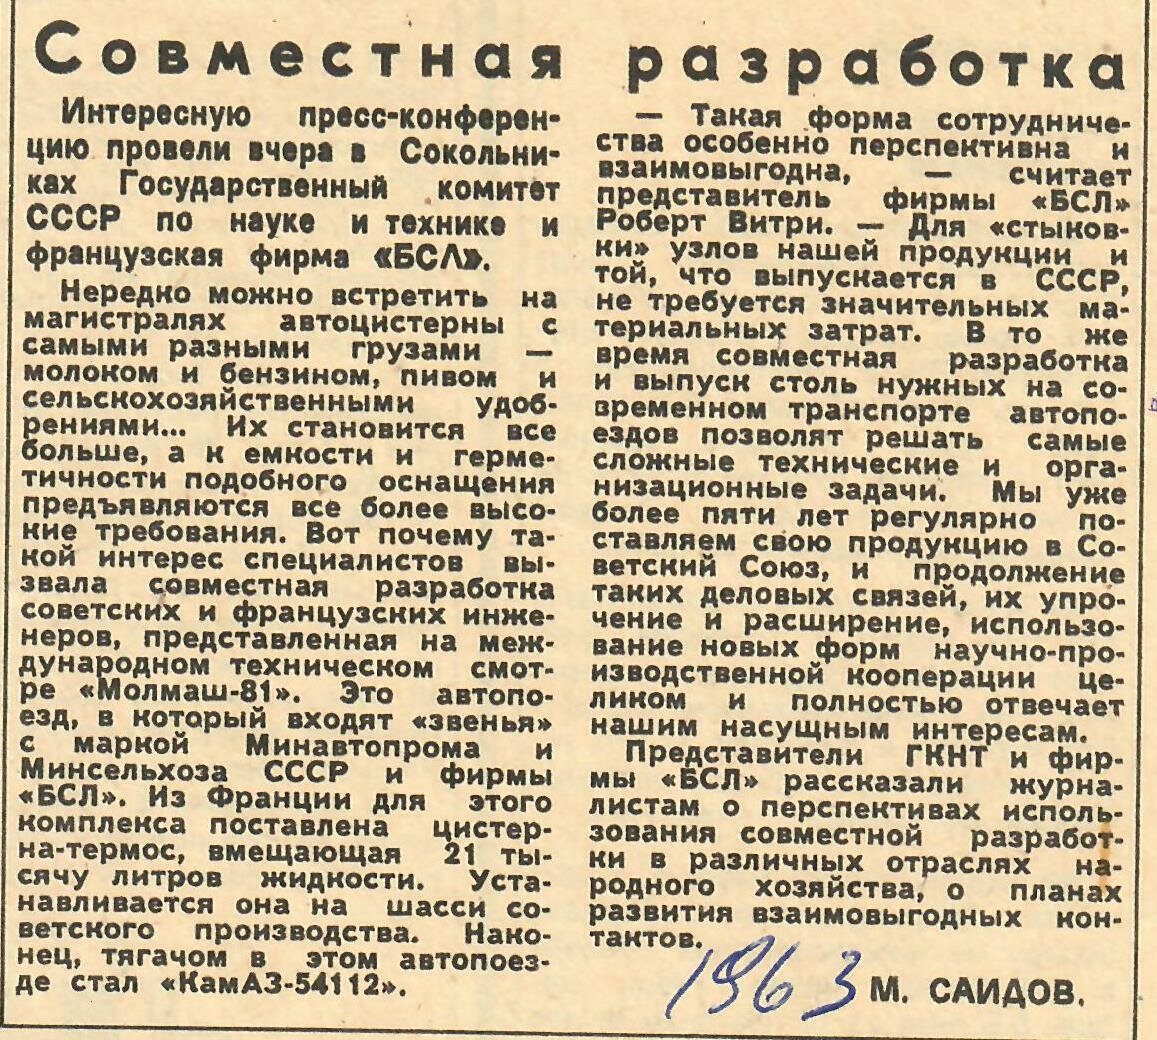 Совместная разработка
Интересную пресс-конферен-
цию провели вчера в Сокольни-
ках Государственный комитет
СССР по науке и технике и
французская фирма «БСЛ».
Нередко можно встретить на
магистралях автоцистерны с
самыми разными грузами —
молоком и бензином, пивом и
сельскохозяйственными удоб-
рениями... Их становится все
больше, а к емкости и герме-
тичности подобного оснащения
предъявляются все более высо-
кие требования. Вот почему та-
кой интерес специалистов вы-
звала совместная разработка
советских и французских инже-
неров, представленная на меж-
дународном техническом смот-
ре «Молмаш-81». Это автопо-
езд, в который входят «звенья»
с маркой Минавтопрома и
Минсельхоза СССР и фирмы
«БСЛ». Из Франции для этого
комплекса поставлена цистер-
на-термос, вмещающая 21 ты-
сячу литров жидкости. Уста-
навливается она на шасси со-
ветского производства. Нако-
нец, тягачом в этом автопоез-
де стал «КамАЗ-54112».
— Такая форма сотрудниче-
ства особенно перспективна и
взаимовыгодна, — считает
представитель фирмы «БСЛ»
Роберт Витри. — Для «стыков-
ки» узлов нашей продукции и
той, что выпускается в СССР,
не требуется значительных ма-
териальных затрат. В то же
время совместная разработка
и выпуск столь нужных на со-
временном транспорте автопо-
ездов позволят решать самые
сложные технические и орга-
низационные задачи. Мы уже
более пяти лет регулярно по-
ставляем свою продукцию в Со-
ветский Союз, и продолжение
таких деловых связей, их упро-
чение и расширение, использо-
вание новых форм научно-про-
изводственной кооперации це-
ликом и полностью отвечает
нашим насущным интересам.
Представители ГКНТ и фир-
мы «БСЛ» рассказали журна-
листам о перспективах исполь-
зования совместной разработ-
ки в различных отраслях на-
родного хозяйства, о планах
развития взаимовыгодных кон-
тактов.
1963 М. САИДОВ.